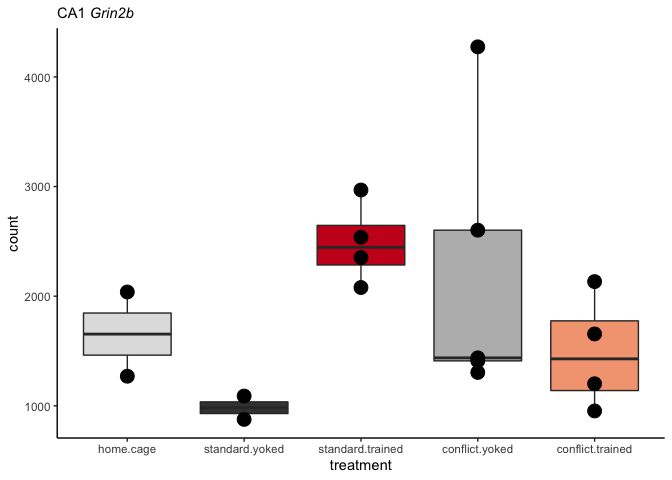 CA1 Grin2b
4000
3000
2000
1000
count
home.cage standard.yoked standard.trained conflict.yoked conflict.trained
treatment